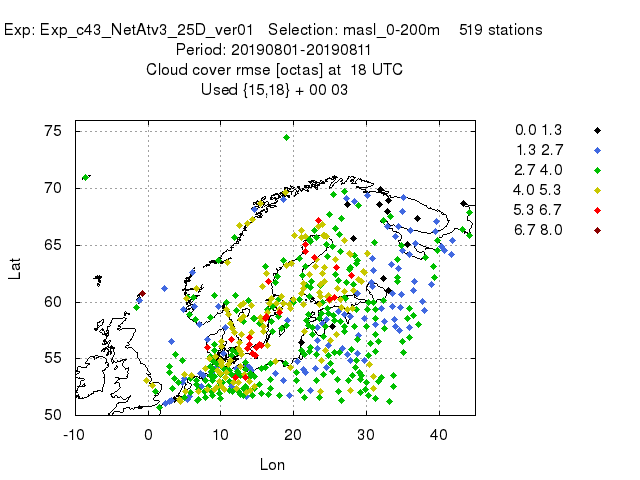 Exp: Exp_c43_NetAtv3_25D_ver01 Selection: masl_0-200m 519 stations
Period: 20190801-20190811
Cloud cover rmse [octas] at 18 UTC
Used {15,18} + 00 03
75
70
65
60
55
50
Lat
-10 0 10 20 30 40
Lon
0.0 1.3
1.3 2.7
2.7 4.0
4.0 5.3
5.3 6.7
6.7 8.0